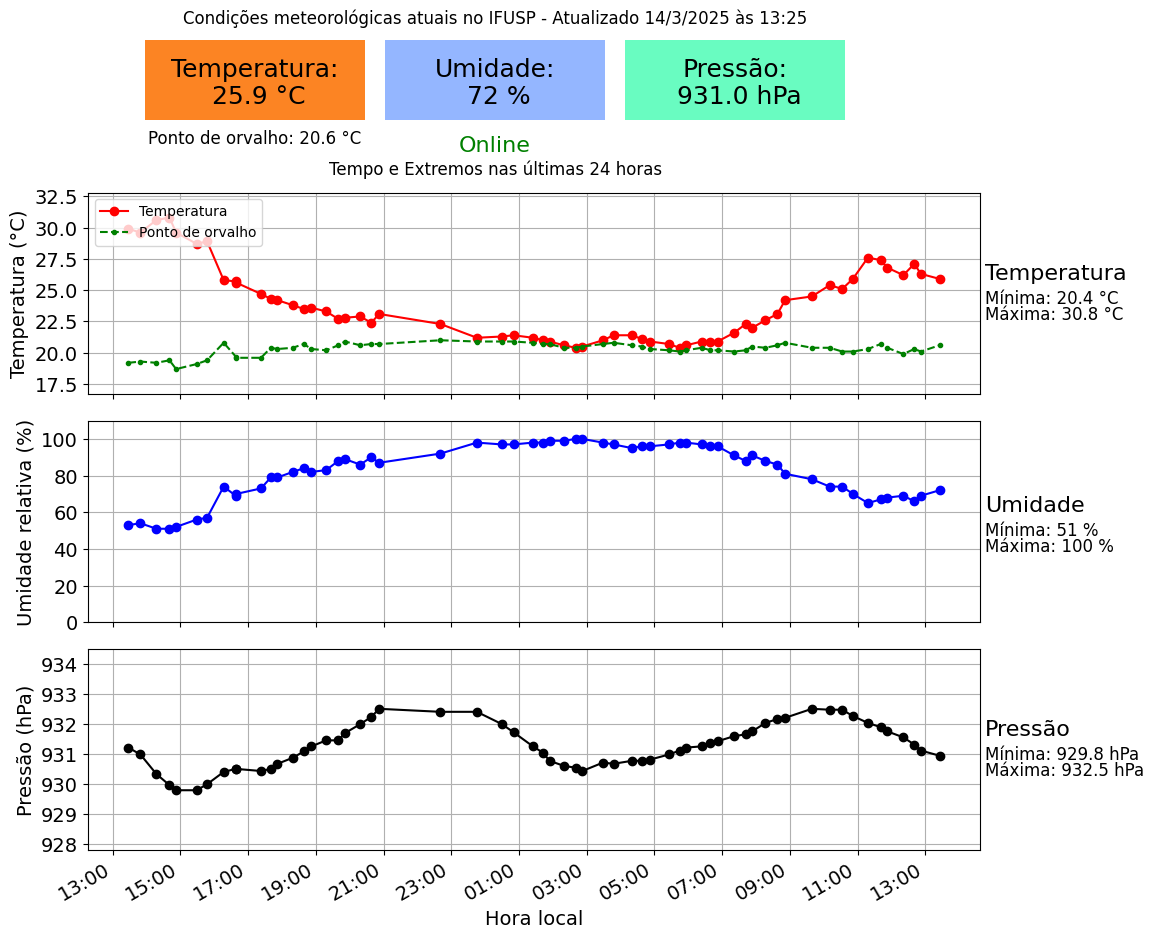 Condições meteorológicas atuais no IFUSP - Atualizado 14/3/2025 às 13:25
Temperatura:
25.9 °C
Umidade:
72 %
Pressão:
931.0 hPa
Ponto de orvalho: 20.6 °C
Online
Tempo e Extremos nas últimas 24 horas
Temperatura (°C)
32.5
30.0
27.5
25.0
22.5
20.0
17.5
Temperatura
Ponto de orvalho
Temperatura
Mínima: 20.4 °C
Máxima: 30.8 °C
Umidade relativa (%)
100
80
60
40
20
0
Umidade
Mínima: 51 %
Máxima: 100 %
Pressão (hPa)
934
933
932
931
930
929
928
Pressão
Mínima: 929.8 hPa
Máxima: 932.5 hPa
13:00
15:00
17:00
19:00
21:00
23:00
01:00
03:00
05:00
07:00
09:00
11:00
13:00
Hora local